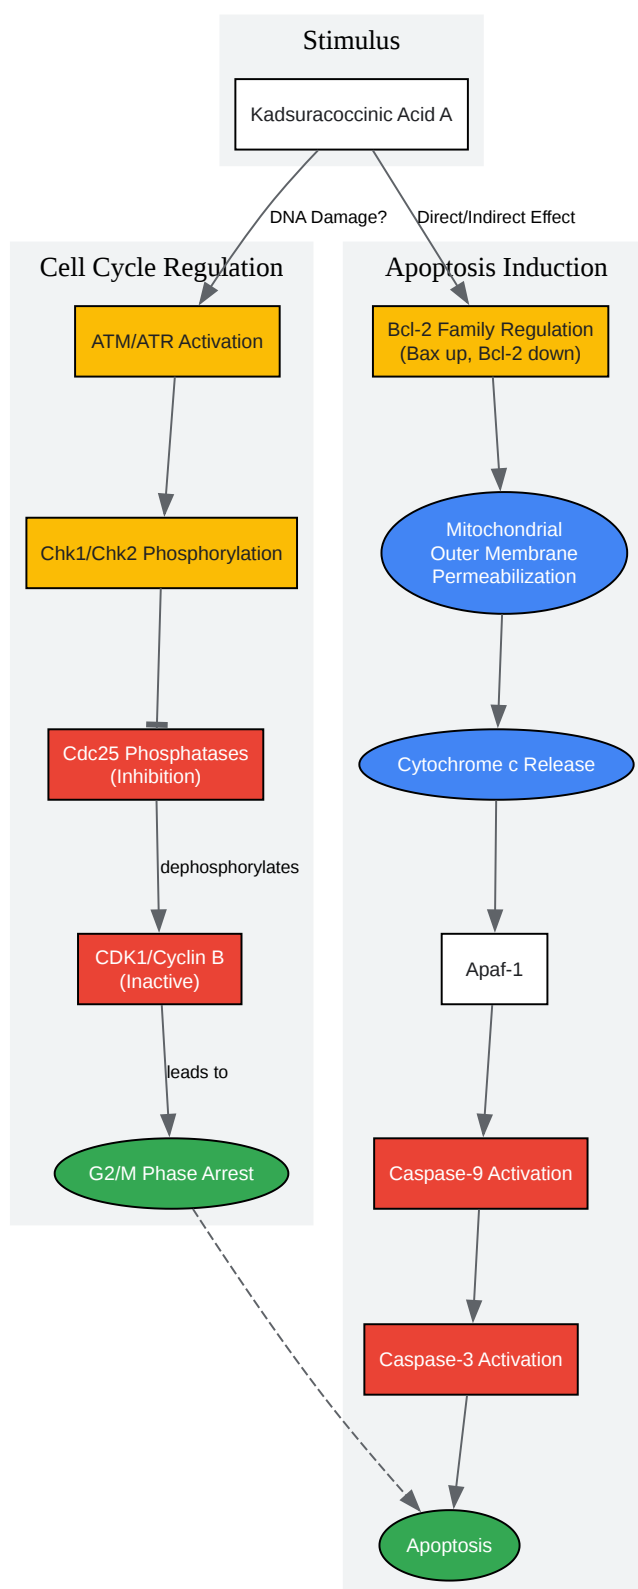 Stimulus
Kadsuracoccinic Acid A
DNA Damage?
Direct/Indirect Effect
Cell Cycle Regulation
ATM/ATR Activation
Chk1/Chk2 Phosphorylation
Cdc25 Phosphatases
(Inhibition)
dephosphorylates
CDK1/Cyclin B
(Inactive)
leads to
G2/M Phase Arrest
Apoptosis Induction
Bcl-2 Family Regulation
(Bax up, Bcl-2 down)
Mitochondrial
Outer Membrane
Permeabilization
Cytochrome c Release
Apaf-1
Caspase-9 Activation
Caspase-3 Activation
Apoptosis